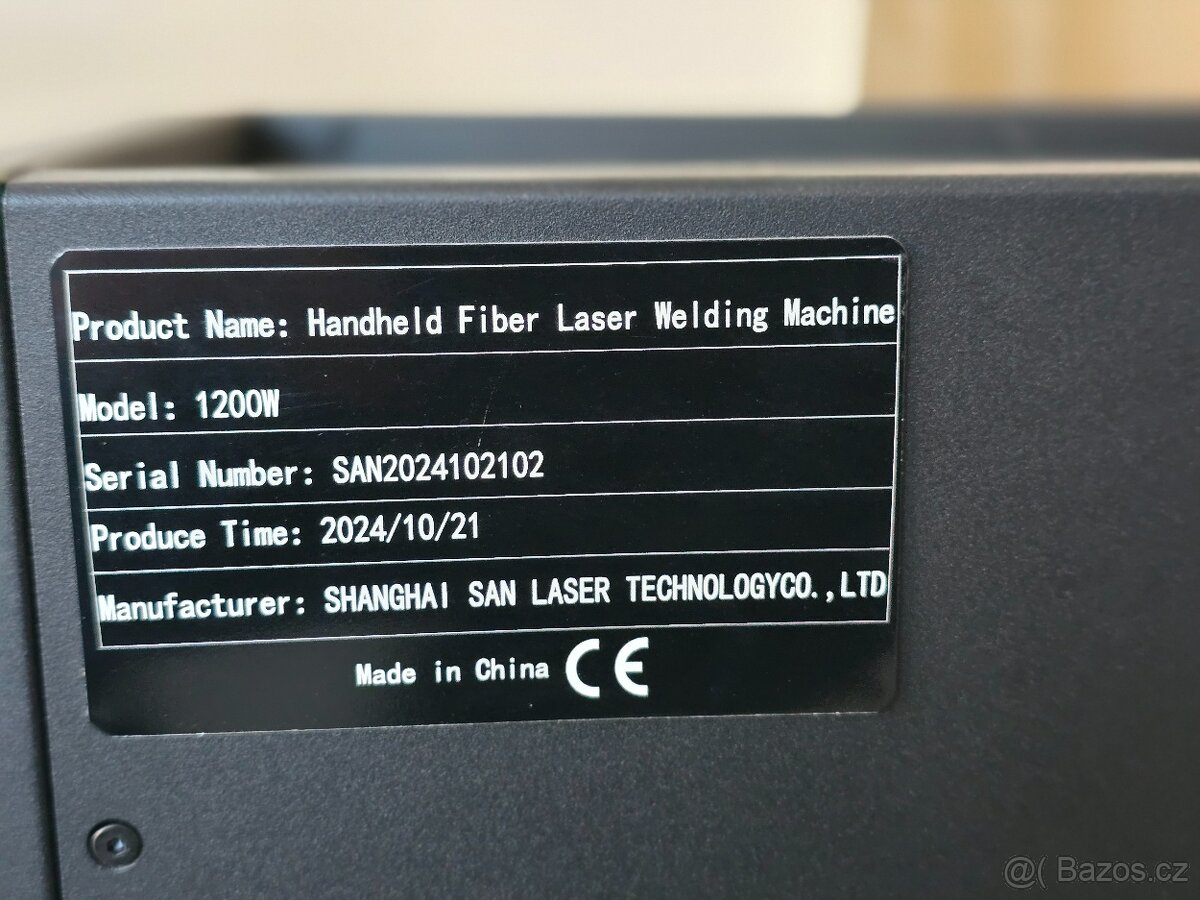 Product Name: Handheld Fiber Laser Welding Machine
Model: 1200W
Serial Number: SAN2024102102
Produce Time: 2024/10/21
Manufacturer: SHANGHAI SAN LASER TECHNOLOGYCO.,LTD
Made in China CE
@( Bazos.cz